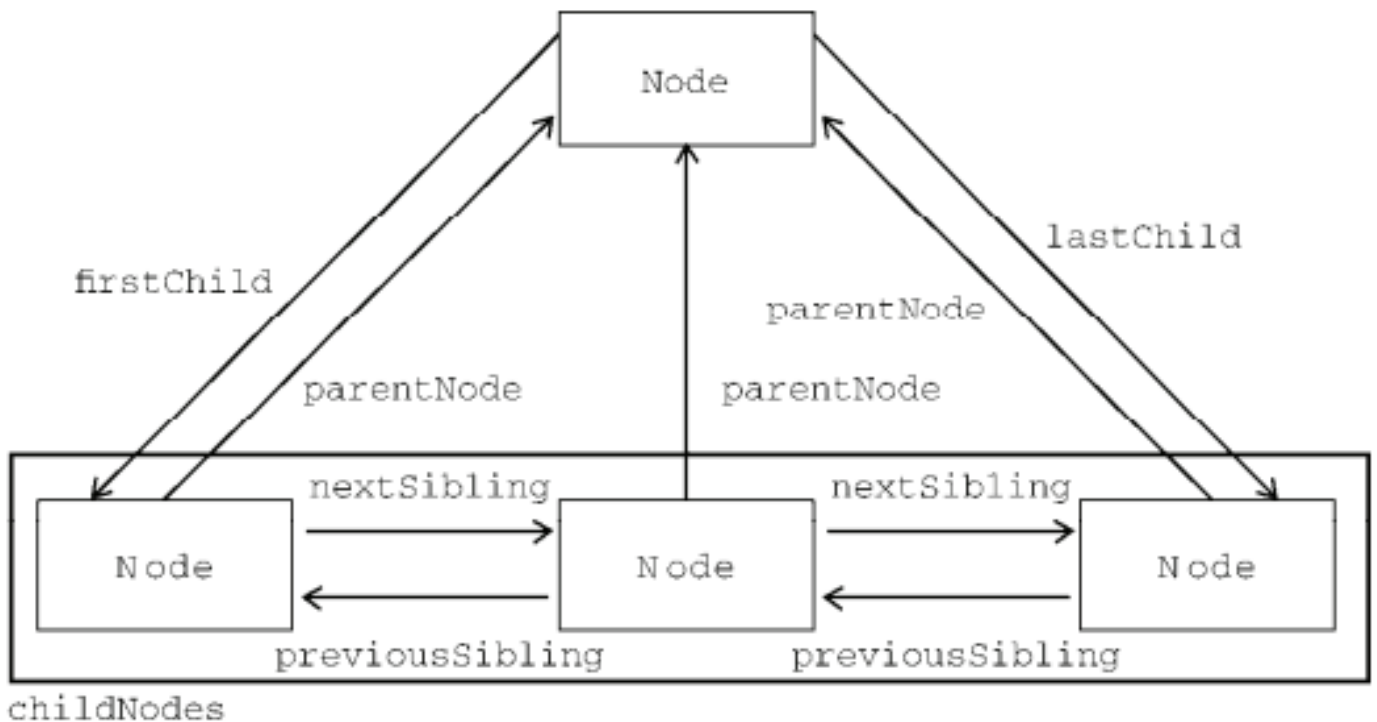 Node
lastChild
firstChild
parentNode
parentNode
parentNode
nextSibling
nextSibling
Node
Node
Node
previousSibling
previousSibling
childNodes